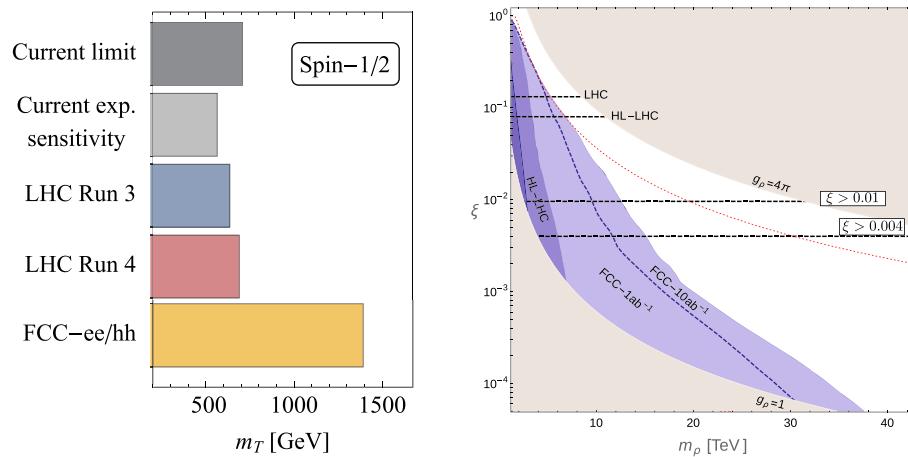 Current limit
Spin−1/2
Current exp.
sensitivity
LHC Run 3
LHC Run 4
FCC−ee/hh
500
1000
1500
m_T [GeV]
10^0
10^-1
10^-2
10^-3
10^-4
ξ
LHC
HL−LHC
g_ρ=4π
ξ > 0.01
ξ > 0.004
HL−LHC
FCC−1ab^-1
FCC−10ab^-1
g_ρ=1
10
20
30
40
m_ρ [TeV]